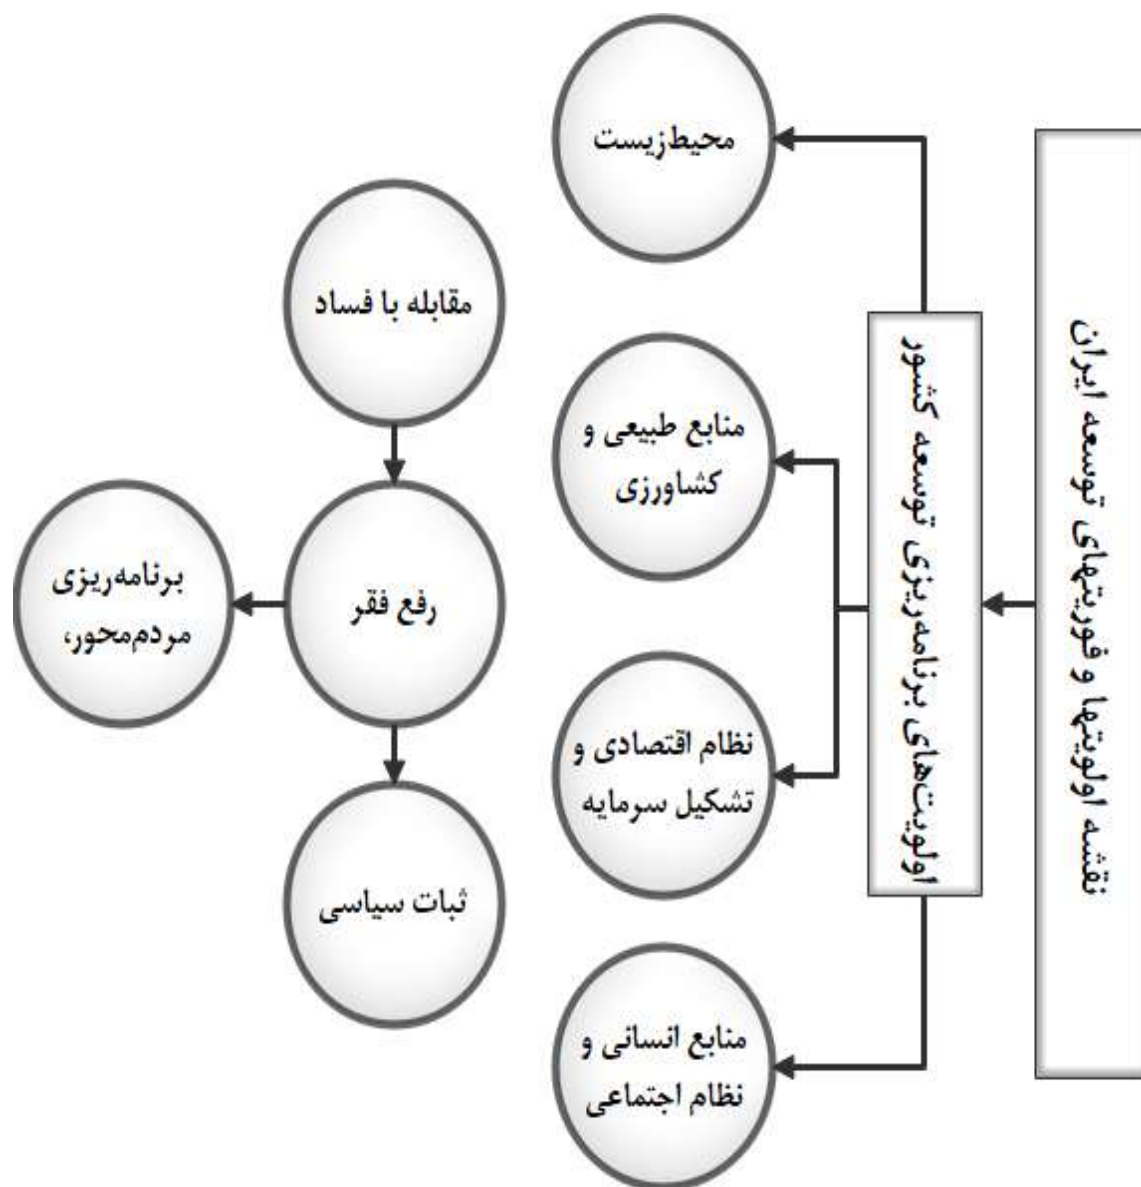 نقشه اولویتها و فوریتهای توسعه ایران
اولویت‌های برنامه‌ریزی توسعه کشور
محیط‌زیست
منابع طبیعی و
کشاورزی
نظام اقتصادی و
تشکیل سرمایه
منابع انسانی و
نظام اجتماعی
مقابله با فساد
رفع فقر
ثبات سیاسی
برنامه‌ریزی
مردم‌محور،